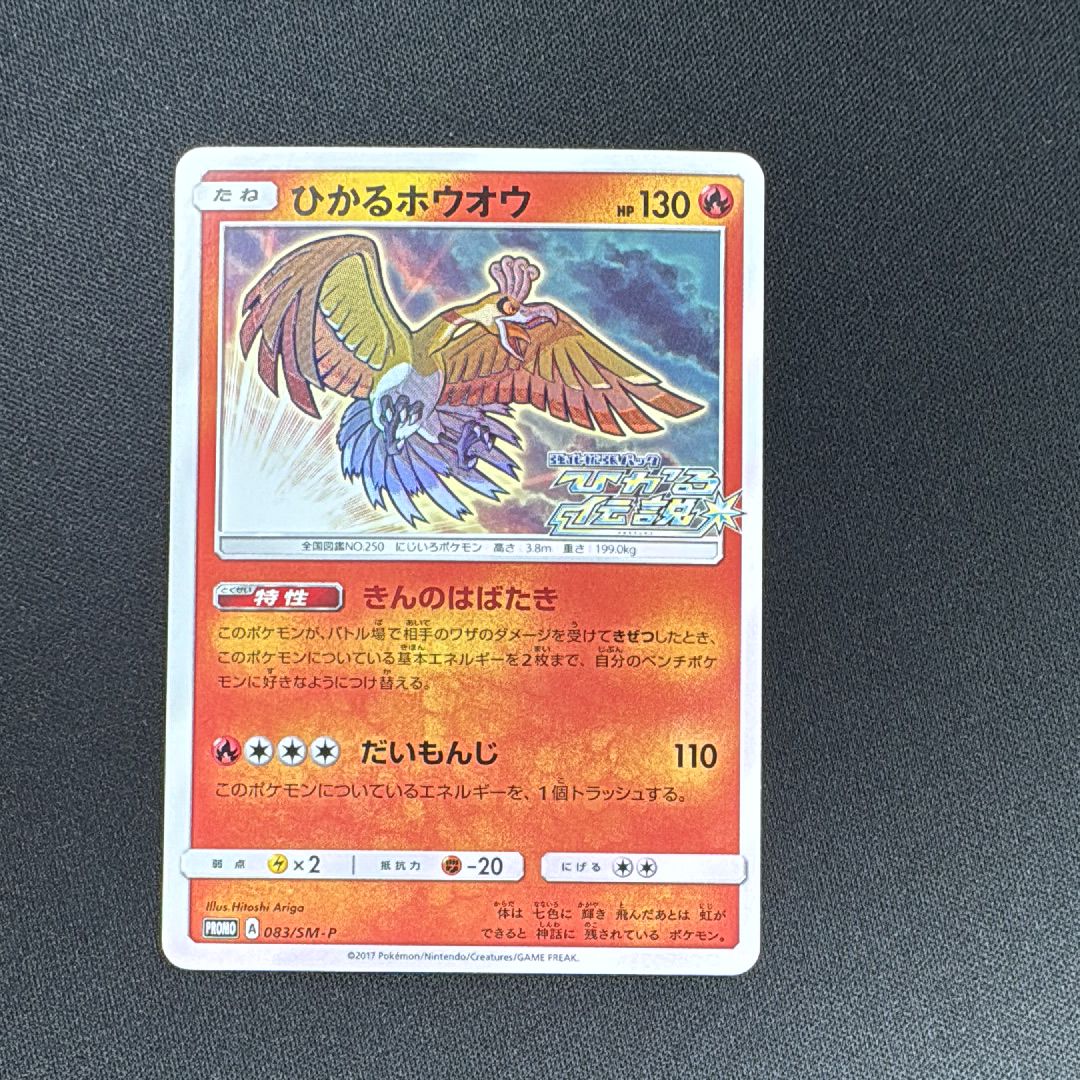 たね ひかるホウオウ HP 130
強化拡張パック
ひかる
伝説
全国図鑑NO.250 にじいろポケモン 高さ：3.8m 重さ：199.0kg
とくせい
特性 きんのはばたき
このポケモンが、バトル場で相手のワザのダメージを受けてきぜつしたとき、
このポケモンについている基本エネルギーを2枚まで、自分のベンチポケ
モンに好きなようにつけ替える。
だいもんじ 110
このポケモンについているエネルギーを、1個トラッシュする。
弱点 ×2 抵抗力 -20 にげる
Illus. Hitoshi Ariga
体は 七色に 輝き 飛んだあとは 虹が
できると 神話に 残されている ポケモン。
PROMO A 083/SM-P
©2017 Pokémon/Nintendo/Creatures/GAME FREAK.